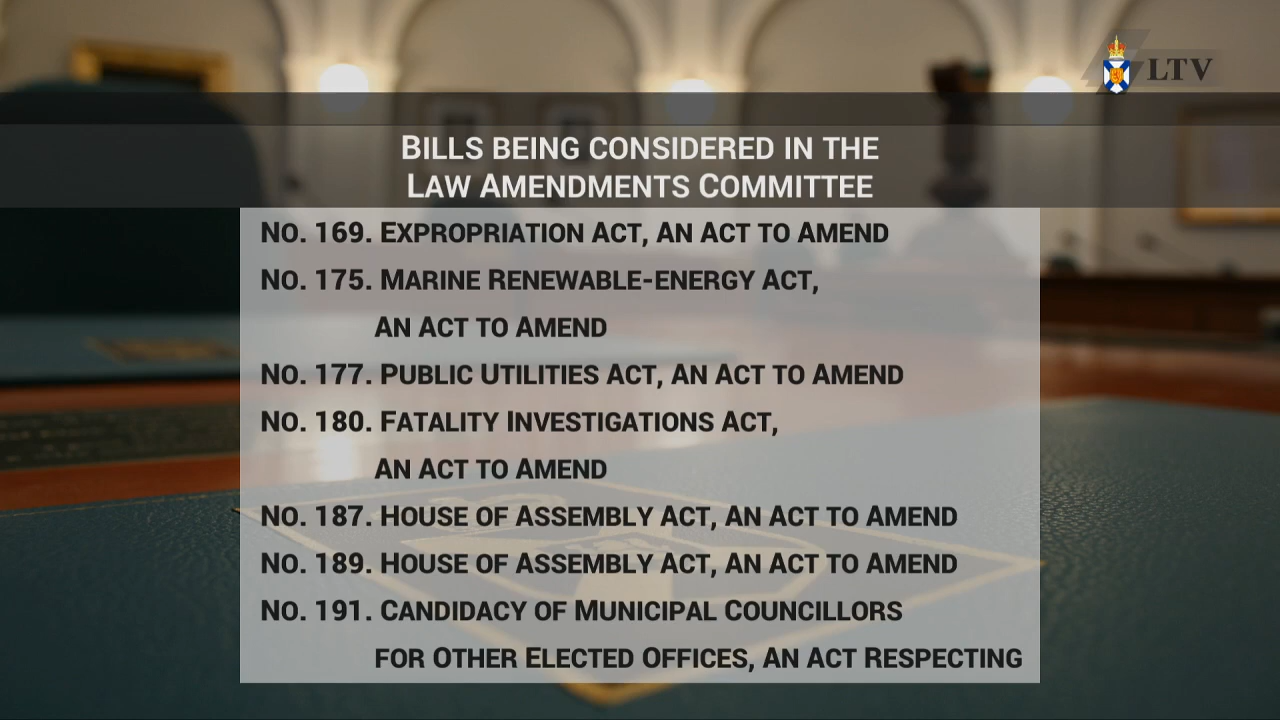 LTV
BILLS BEING CONSIDERED IN THE
LAW AMENDMENTS COMMITTEE
NO. 169. EXPROPRIATION ACT, AN ACT TO AMEND
NO. 175. MARINE RENEWABLE-ENERGY ACT,
AN ACT TO AMEND
NO. 177. PUBLIC UTILITIES ACT, AN ACT TO AMEND
NO. 180. FATALITY INVESTIGATIONS ACT,
AN ACT TO AMEND
NO. 187. HOUSE OF ASSEMBLY ACT, AN ACT TO AMEND
NO. 189. HOUSE OF ASSEMBLY ACT, AN ACT TO AMEND
NO. 191. CANDIDACY OF MUNICIPAL COUNCILLORS
FOR OTHER ELECTED OFFICES, AN ACT RESPECTING